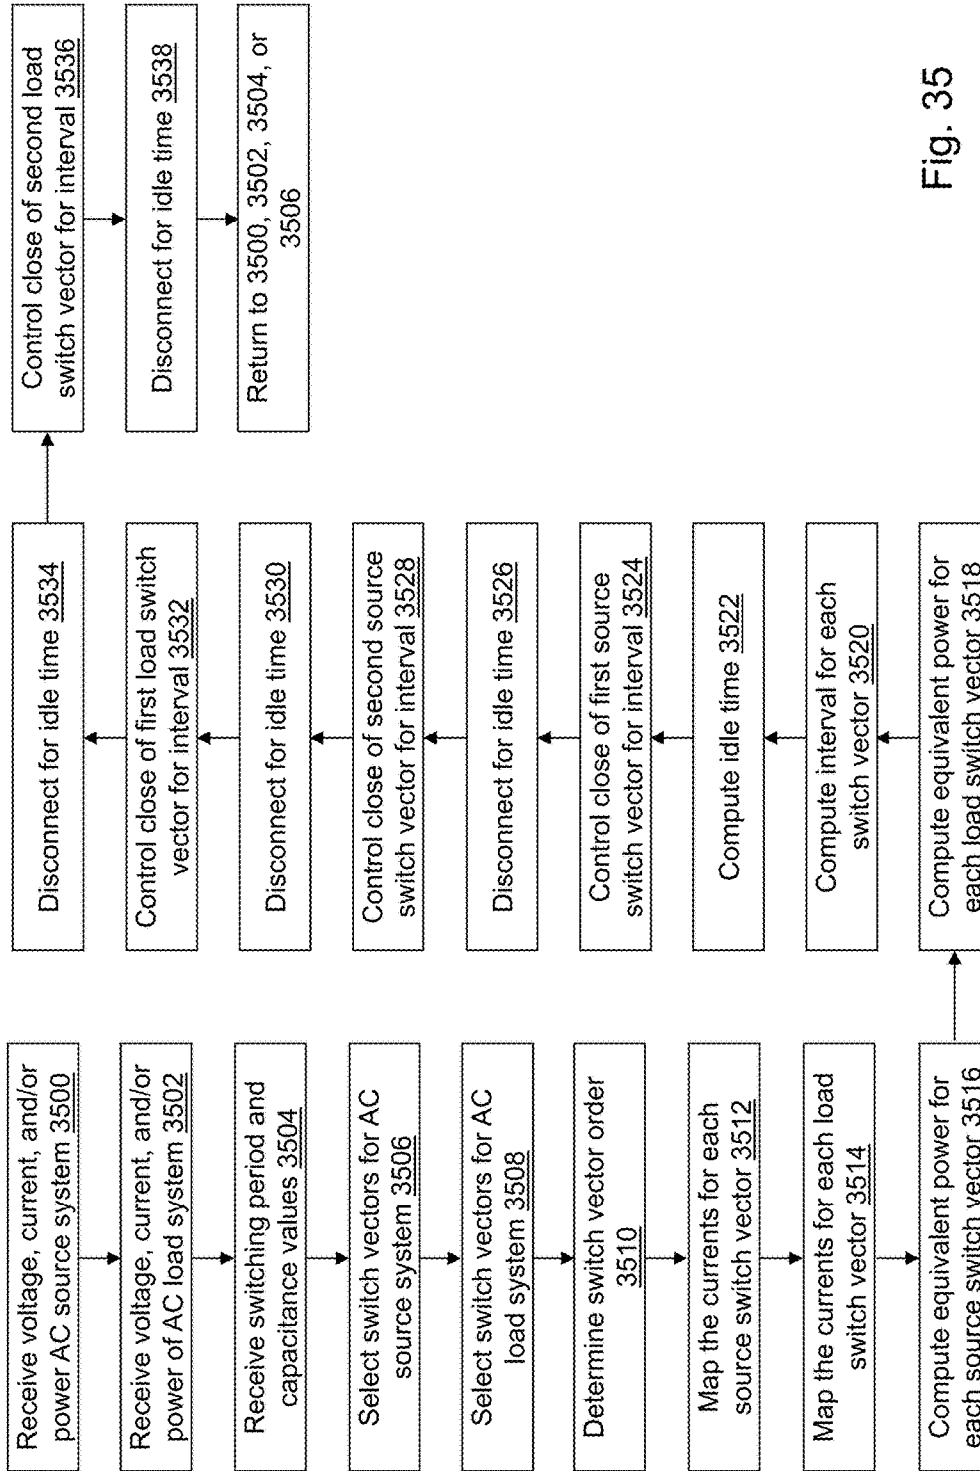 Receive voltage, current, and/or
power AC source system 3500
Receive voltage, current, and/or
power of AC load system 3502
Receive switching period and
capacitance values 3504
Select switch vectors for AC
source system 3506
Select switch vectors for AC
load system 3508
Determine switch vector order
3510
Map the currents for each
source switch vector 3512
Map the currents for each load
switch vector 3514
Compute equivalent power for
each source switch vector 3516
Compute equivalent power for
each load switch vector 3518
Compute interval for each
switch vector 3520
Compute idle time 3522
Control close of first source
switch vector for interval 3524
Disconnect for idle time 3526
Control close of second source
switch vector for interval 3528
Disconnect for idle time 3530
Control close of first load switch
vector for interval 3532
Disconnect for idle time 3534
Control close of second load
switch vector for interval 3536
Disconnect for idle time 3538
Return to 3500, 3502, 3504, or
3506
Fig. 35